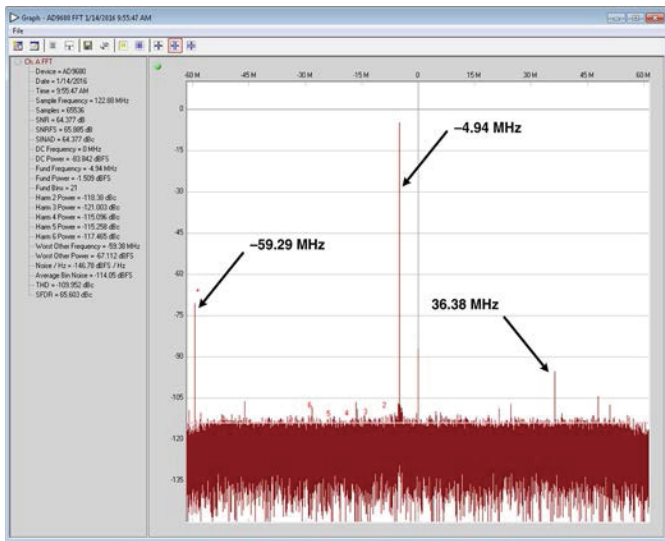 Graph - AD9680 FFT 1/14/2016 9:55:47 AM
File
Ch. A FFT
Device = AD9680
Date = 1/14/2016
Time = 9:55:47 AM
Sample Frequency = 122.88 MHz
Samples = 65536
SNR = 64.377 dB
SNRFS = 65.885 dB
SINAD = 64.377 dBc
DC Frequency = 0 MHz
DC Power = -83.842 dBFS
Fund Frequency = -4.94 MHz
Fund Power = -1.509 dBFS
Fund Bins = 21
Harm 2 Power = -118.38 dBc
Harm 3 Power = -121.003 dBc
Harm 4 Power = -115.096 dBc
Harm 5 Power = -115.258 dBc
Harm 6 Power = -117.465 dBc
Worst Other Frequency = -59.38 MHz
Worst Other Power = -67.112 dBFS
Noise / Hz = -146.78 dBFS / Hz
Average Bin Noise = -114.05 dBFS
THD = -109.952 dBc
SFDR = 65.603 dBc
-60 M -45 M -30 M -15 M 0 15 M 30 M 45 M 60 M
0
-15
-30
-45
-60
-75
-90
-105
-120
-135
–4.94 MHz
–59.29 MHz
36.38 MHz
+
6 5 4 3 2